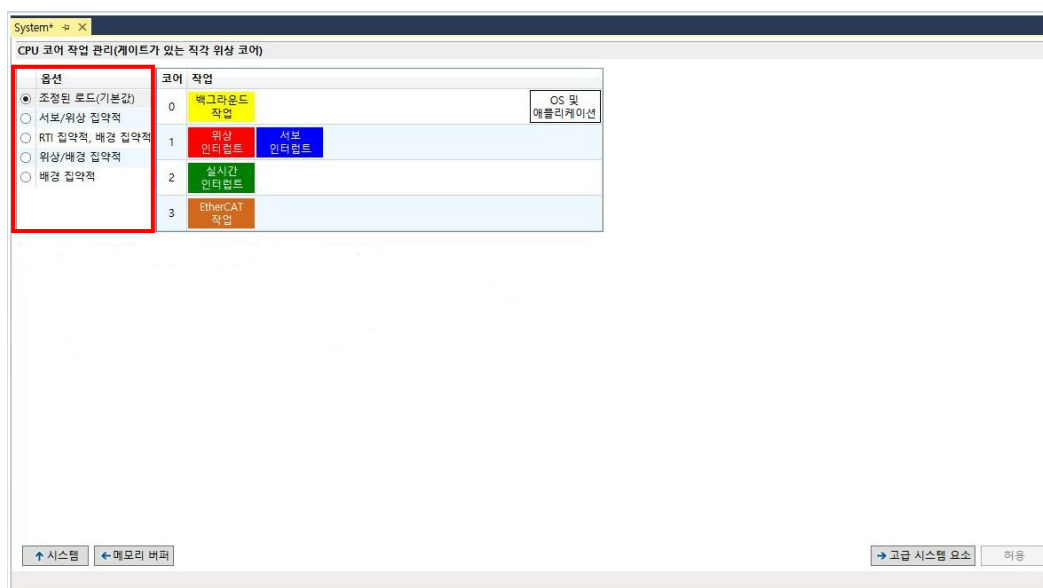 System*
CPU 코어 작업 관리(게이트가 있는 직각 위상 코어)
옵션
조정된 로드(기본값)
서보/위상 집약적
RTI 집약적, 배경 집약적
위상/배경 집약적
배경 집약적
코어 작업
0 백그라운드 작업 OS 및 애플리케이션
1 위상 인터럽트 서보 인터럽트
2 실시간 인터럽트
3 EtherCAT 작업
시스템 메모리 버퍼 고급 시스템 요소 허용